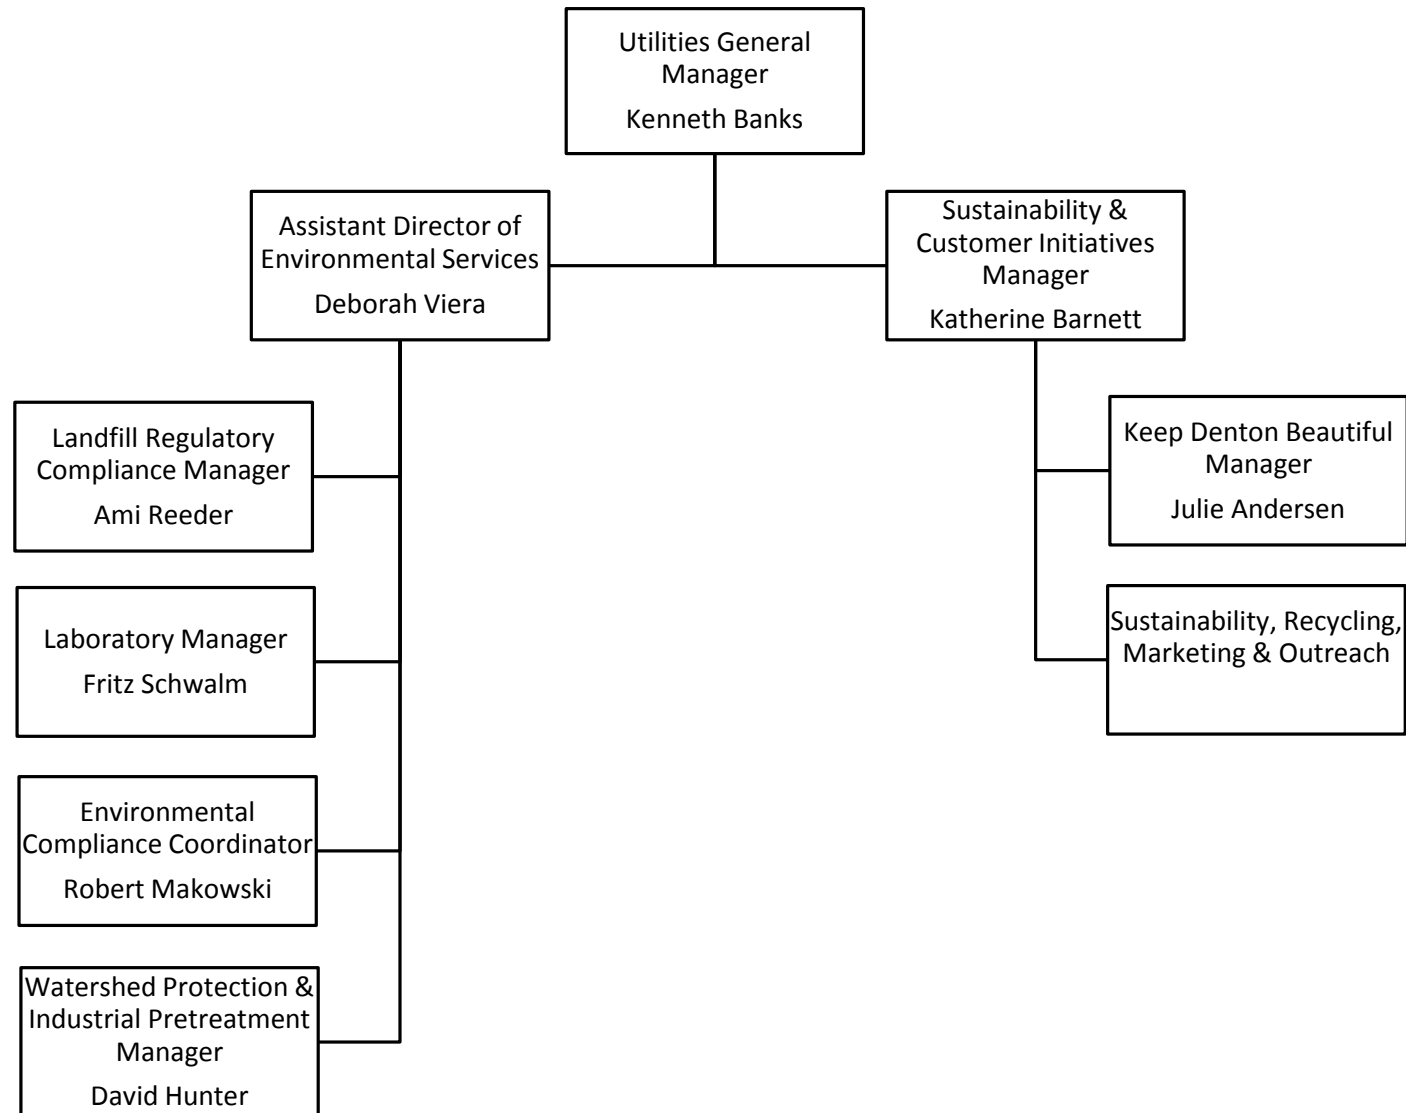 Utilities General
Manager
Kenneth Banks
Assistant Director of
Environmental Services
Deborah Viera
Sustainability &
Customer Initiatives
Manager
Katherine Barnett
Landfill Regulatory
Compliance Manager
Ami Reeder
Laboratory Manager
Fritz Schwalm
Environmental
Compliance Coordinator
Robert Makowski
Watershed Protection &
Industrial Pretreatment
Manager
David Hunter
Keep Denton Beautiful
Manager
Julie Andersen
Sustainability, Recycling,
Marketing & Outreach